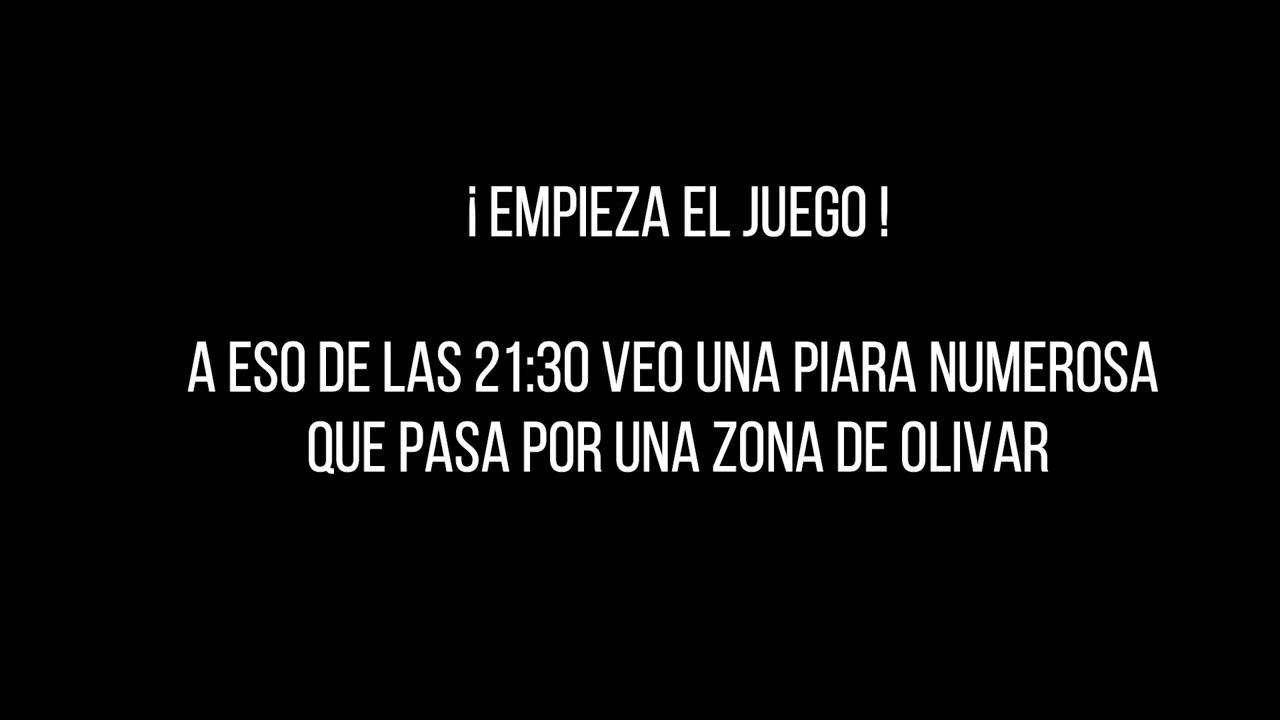 ¡ EMPIEZA EL JUEGO !
A ESO DE LAS 21:30 VEO UNA PIARA NUMEROSA
QUE PASA POR UNA ZONA DE OLIVAR